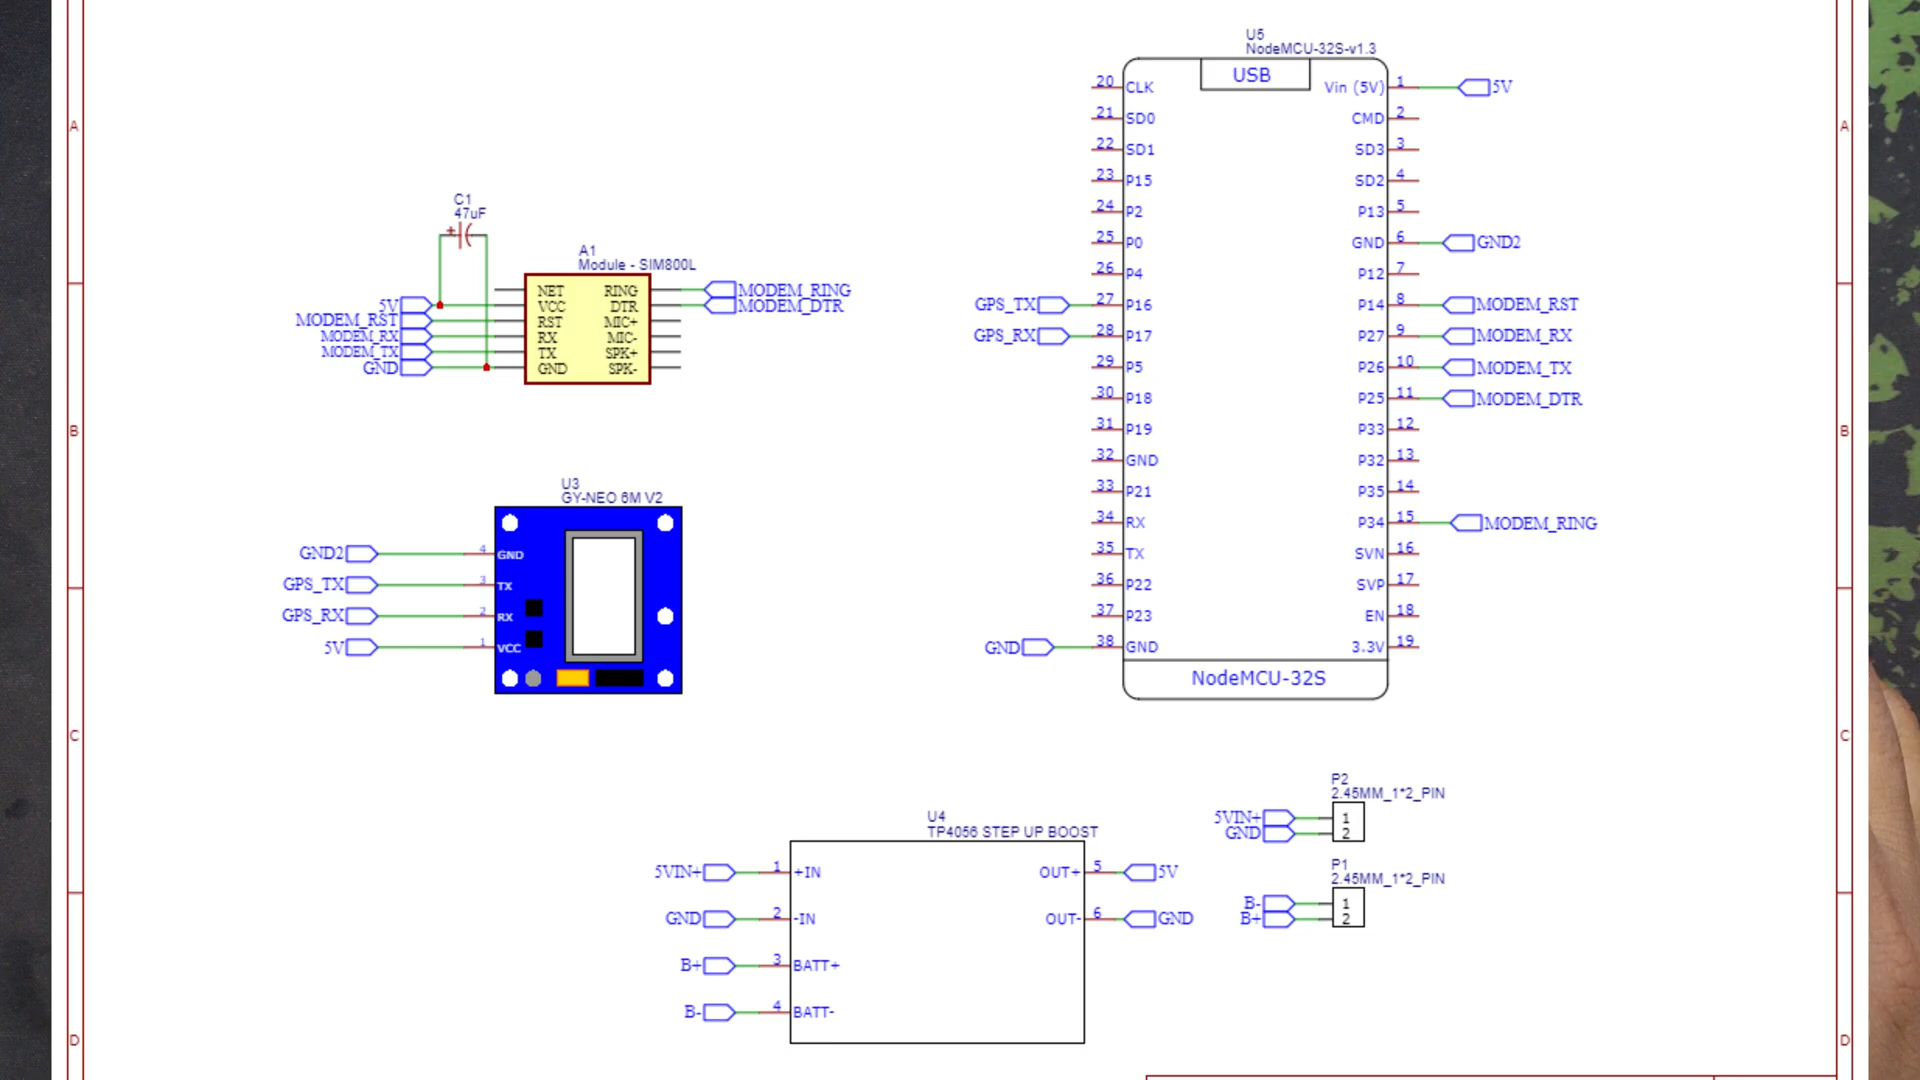 U5
NodeMCU-32S-v1.3
USB
20 CLK
21 SD0
22 SD1
23 P15
24 P2
25 P0
26 P4
GPS_TX 27 P16
GPS_RX 28 P17
29 P5
30 P18
31 P19
32 GND
33 P21
34 RX
35 TX
36 P22
37 P23
GND 38 GND
Vin (5V) 1 5V
CMD 2
SD3 3
SD2 4
P13 5
GND 6 GND2
P12 7
P14 8 MODEM_RST
P27 9 MODEM_RX
P26 10 MODEM_TX
P25 11 MODEM_DTR
P33 12
P32 13
P35 14
P34 15 MODEM_RING
SVN 16
SVP 17
EN 18
3.3V 19
NodeMCU-32S
C1
47uF
+
A1
Module - SIM800L
NET RING MODEM_RING
5V VCC DTR MODEM_DTR
MODEM_RST RST MIC+
MODEM_RX RX MIC-
MODEM_TX TX SPK+
GND GND SPK-
U3
GY-NEO 6M V2
GND2 4 GND
GPS_TX 3 TX
GPS_RX 2 RX
5V 1 VCC
U4
TP4056 STEP UP BOOST
5VIN+ 1 +IN OUT+ 5 5V
GND 2 -IN OUT- 6 GND
B+ 3 BATT+
B- 4 BATT-
P2
2.45MM_1*2_PIN
5VIN+ 1
GND 2
P1
2.45MM_1*2_PIN
B- 1
B+ 2
A A
B B
C C
D D